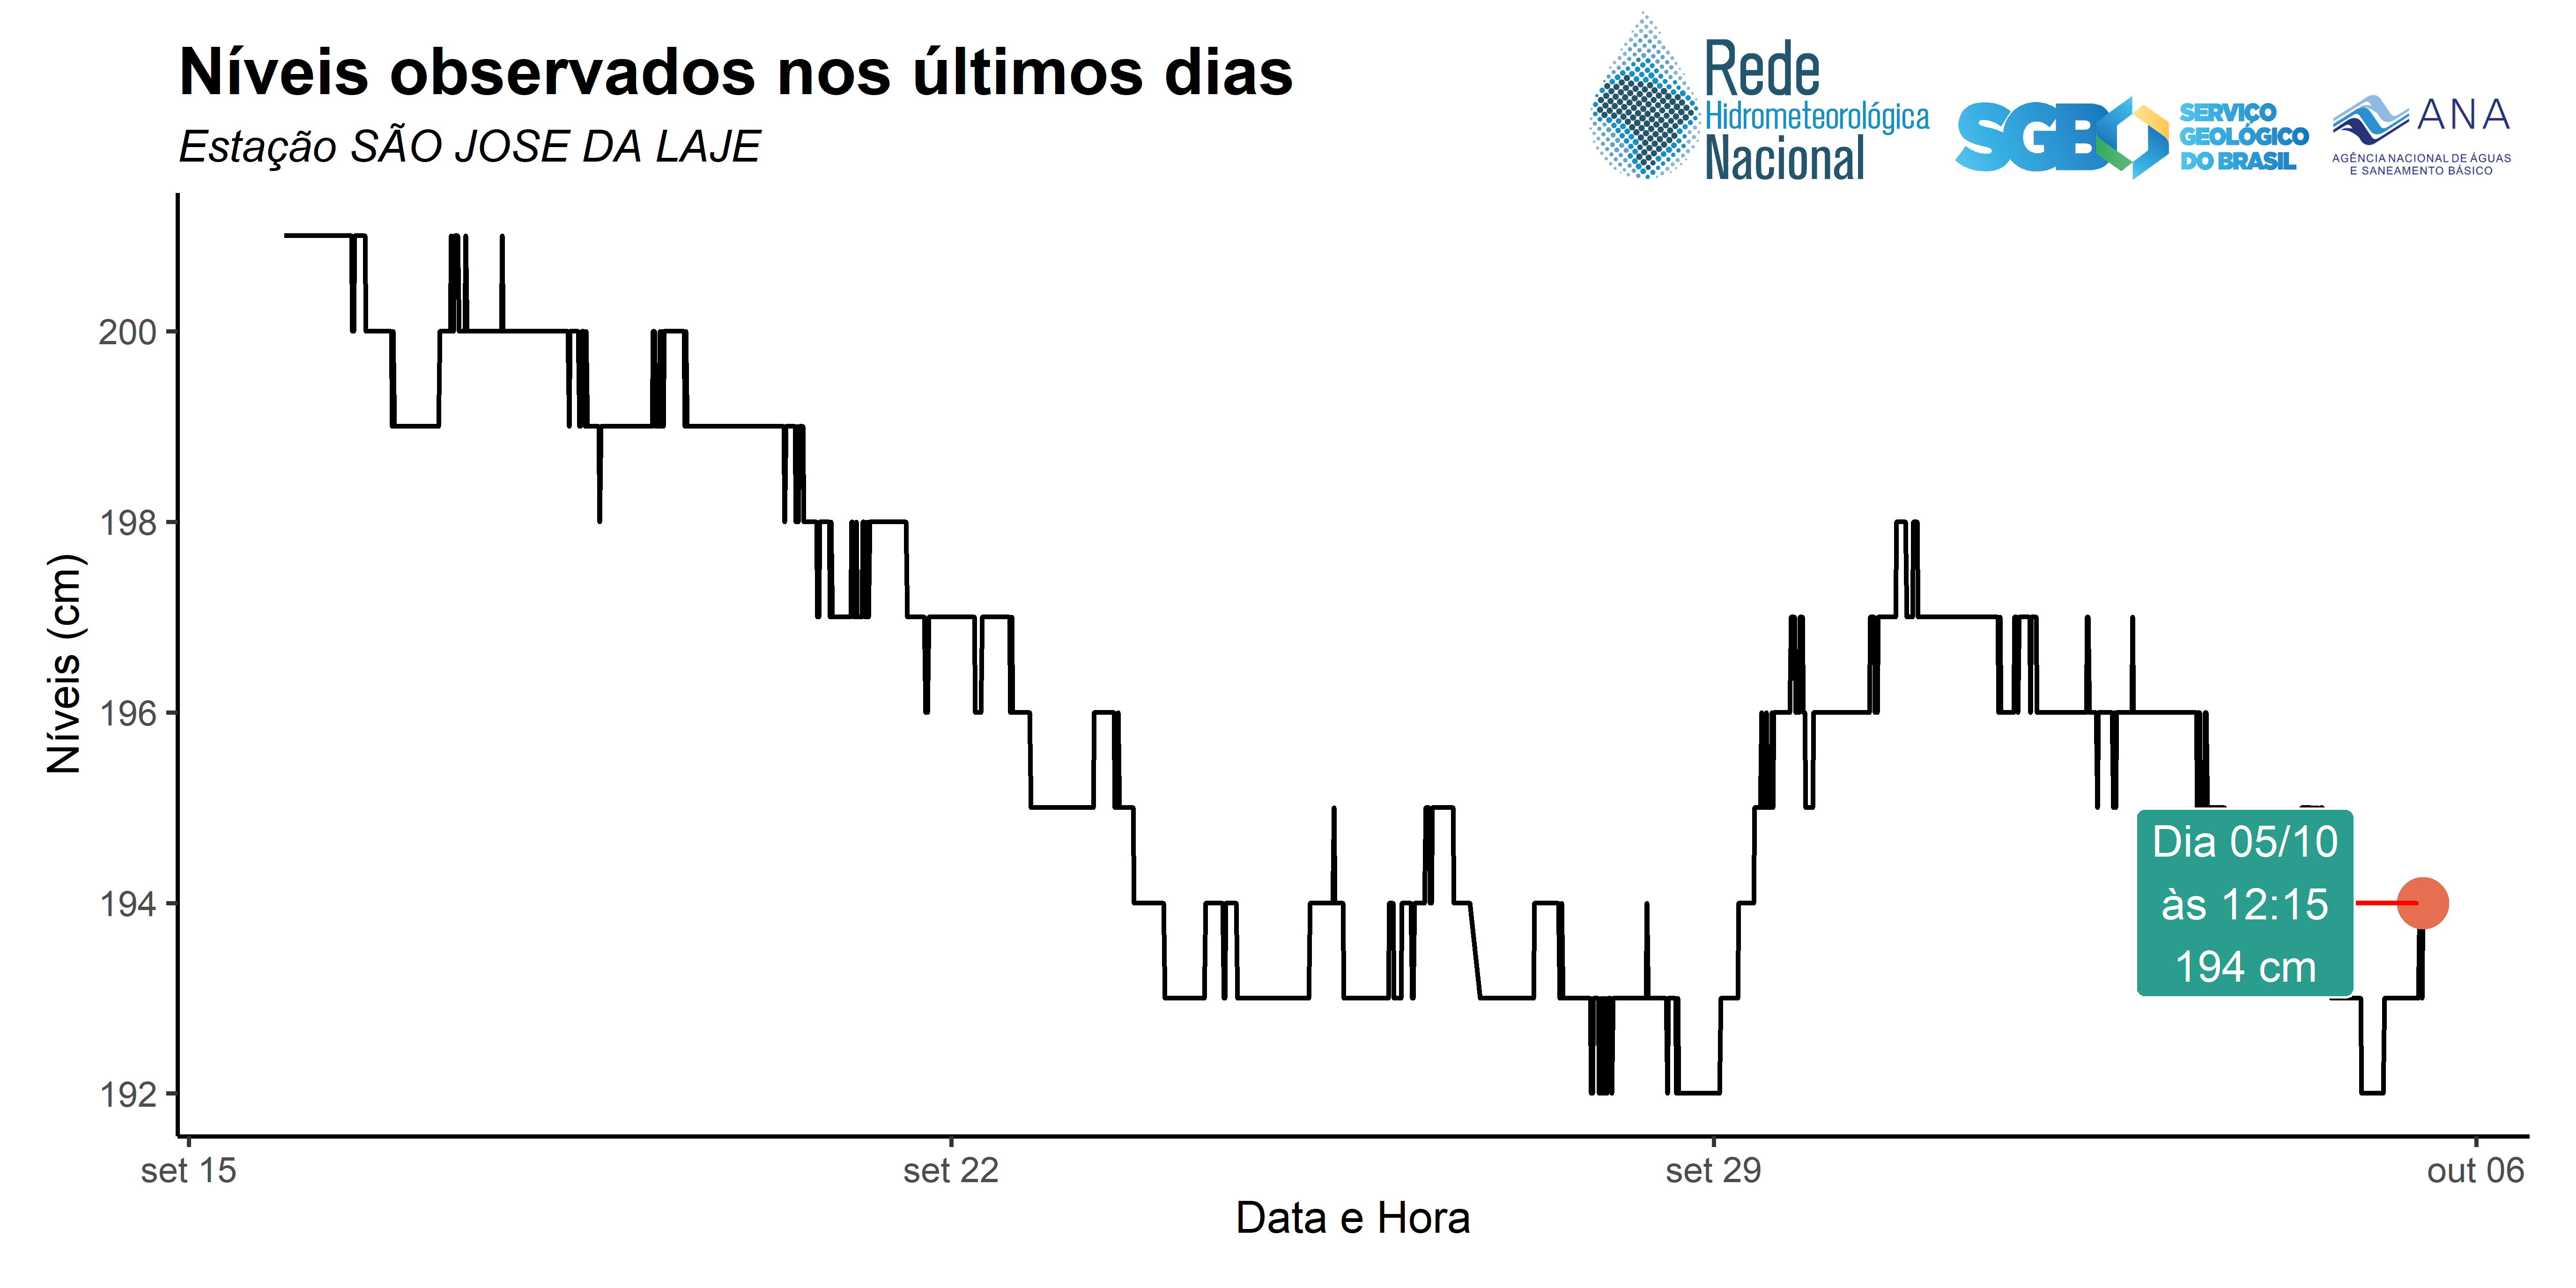 Níveis observados nos últimos dias
Estação SÃO JOSE DA LAJE
Rede
Hidrometeorológica
Nacional
SGB
SERVIÇO
GEOLÓGICO
DO BRASIL
ANA
AGÊNCIA NACIONAL DE ÁGUAS
E SANEAMENTO BÁSICO
Níveis (cm)
200
198
196
194
192
Dia 05/10
às 12:15
194 cm
set 15
set 22
set 29
out 06
Data e Hora